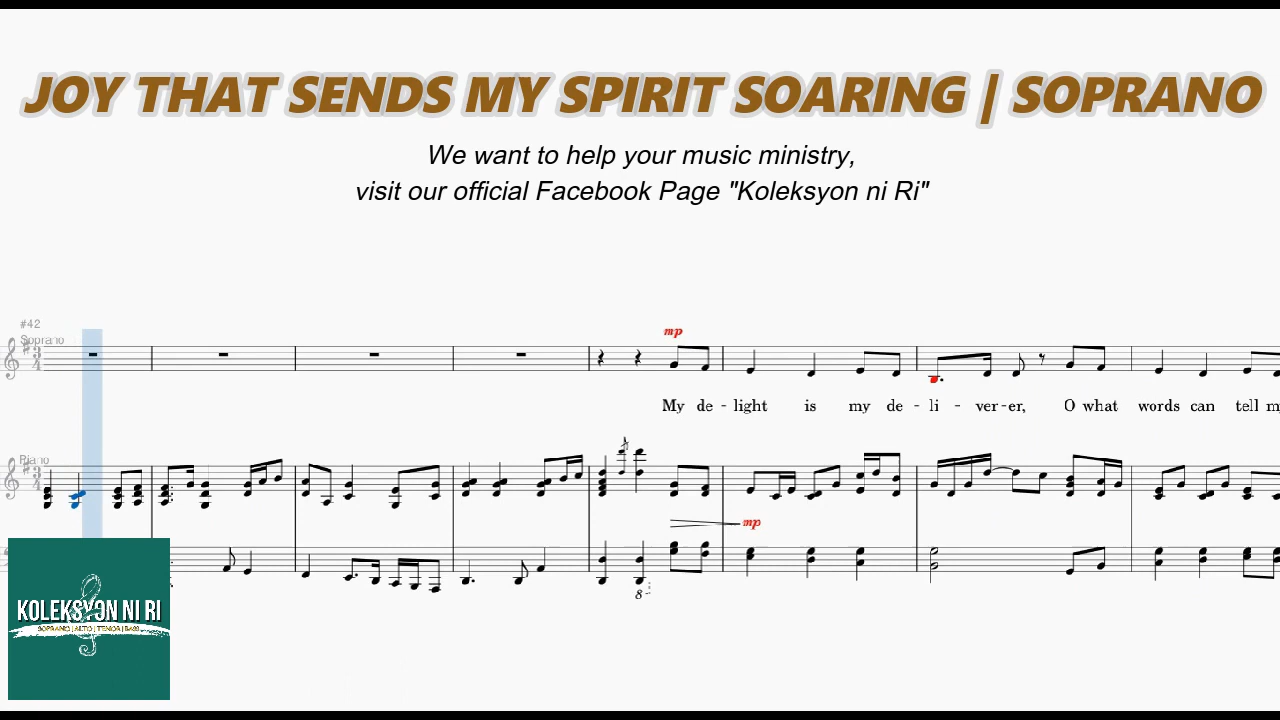 JOY THAT SENDS MY SPIRIT SOARING | SOPRANO
We want to help your music ministry,
visit our official Facebook Page "Koleksyon ni Ri"
#42
Soprano
mp
My de - light is my de - li - ver - er, O what words can tell m
Piano
mp
8
KOLEKSYON NI RI
SOPRANO | ALTO | TENOR | BASS